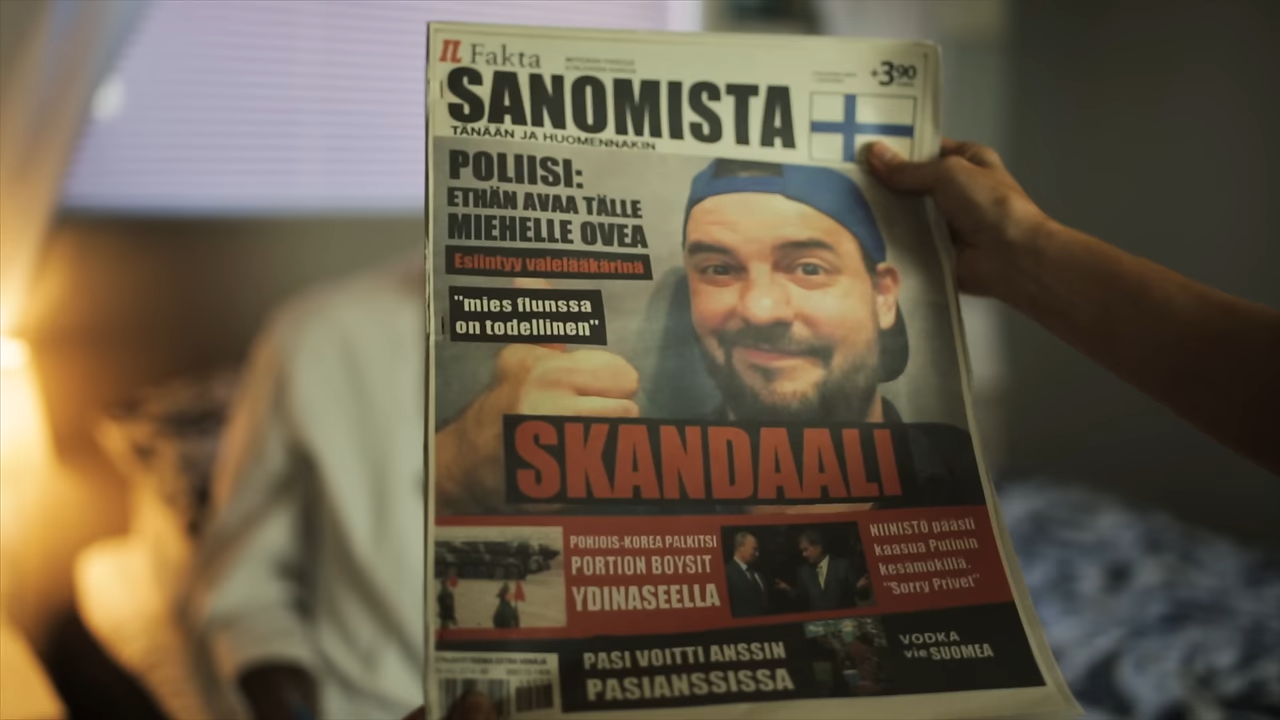 IL Fakta
SANOMISTA
TÄNÄÄN JA HUOMENNAKIN
+3,90
POLIISI:
ETHÄN AVAA TÄLLE
MIEHELLE OVEA
Esiintyy valelääkärinä
"mies flunssa
on todellinen"
SKANDAALI
POHJOIS-KOREA PALKITSI
PORTION BOYSIT
YDINASEELLA
NIINISTÖ päästi
kaasua Putinin
kesämökillä.
"Sorry Privet"
PASI VOITTI ANSSIN
PASIANSSISSA
VODKA
vie SUOMEA